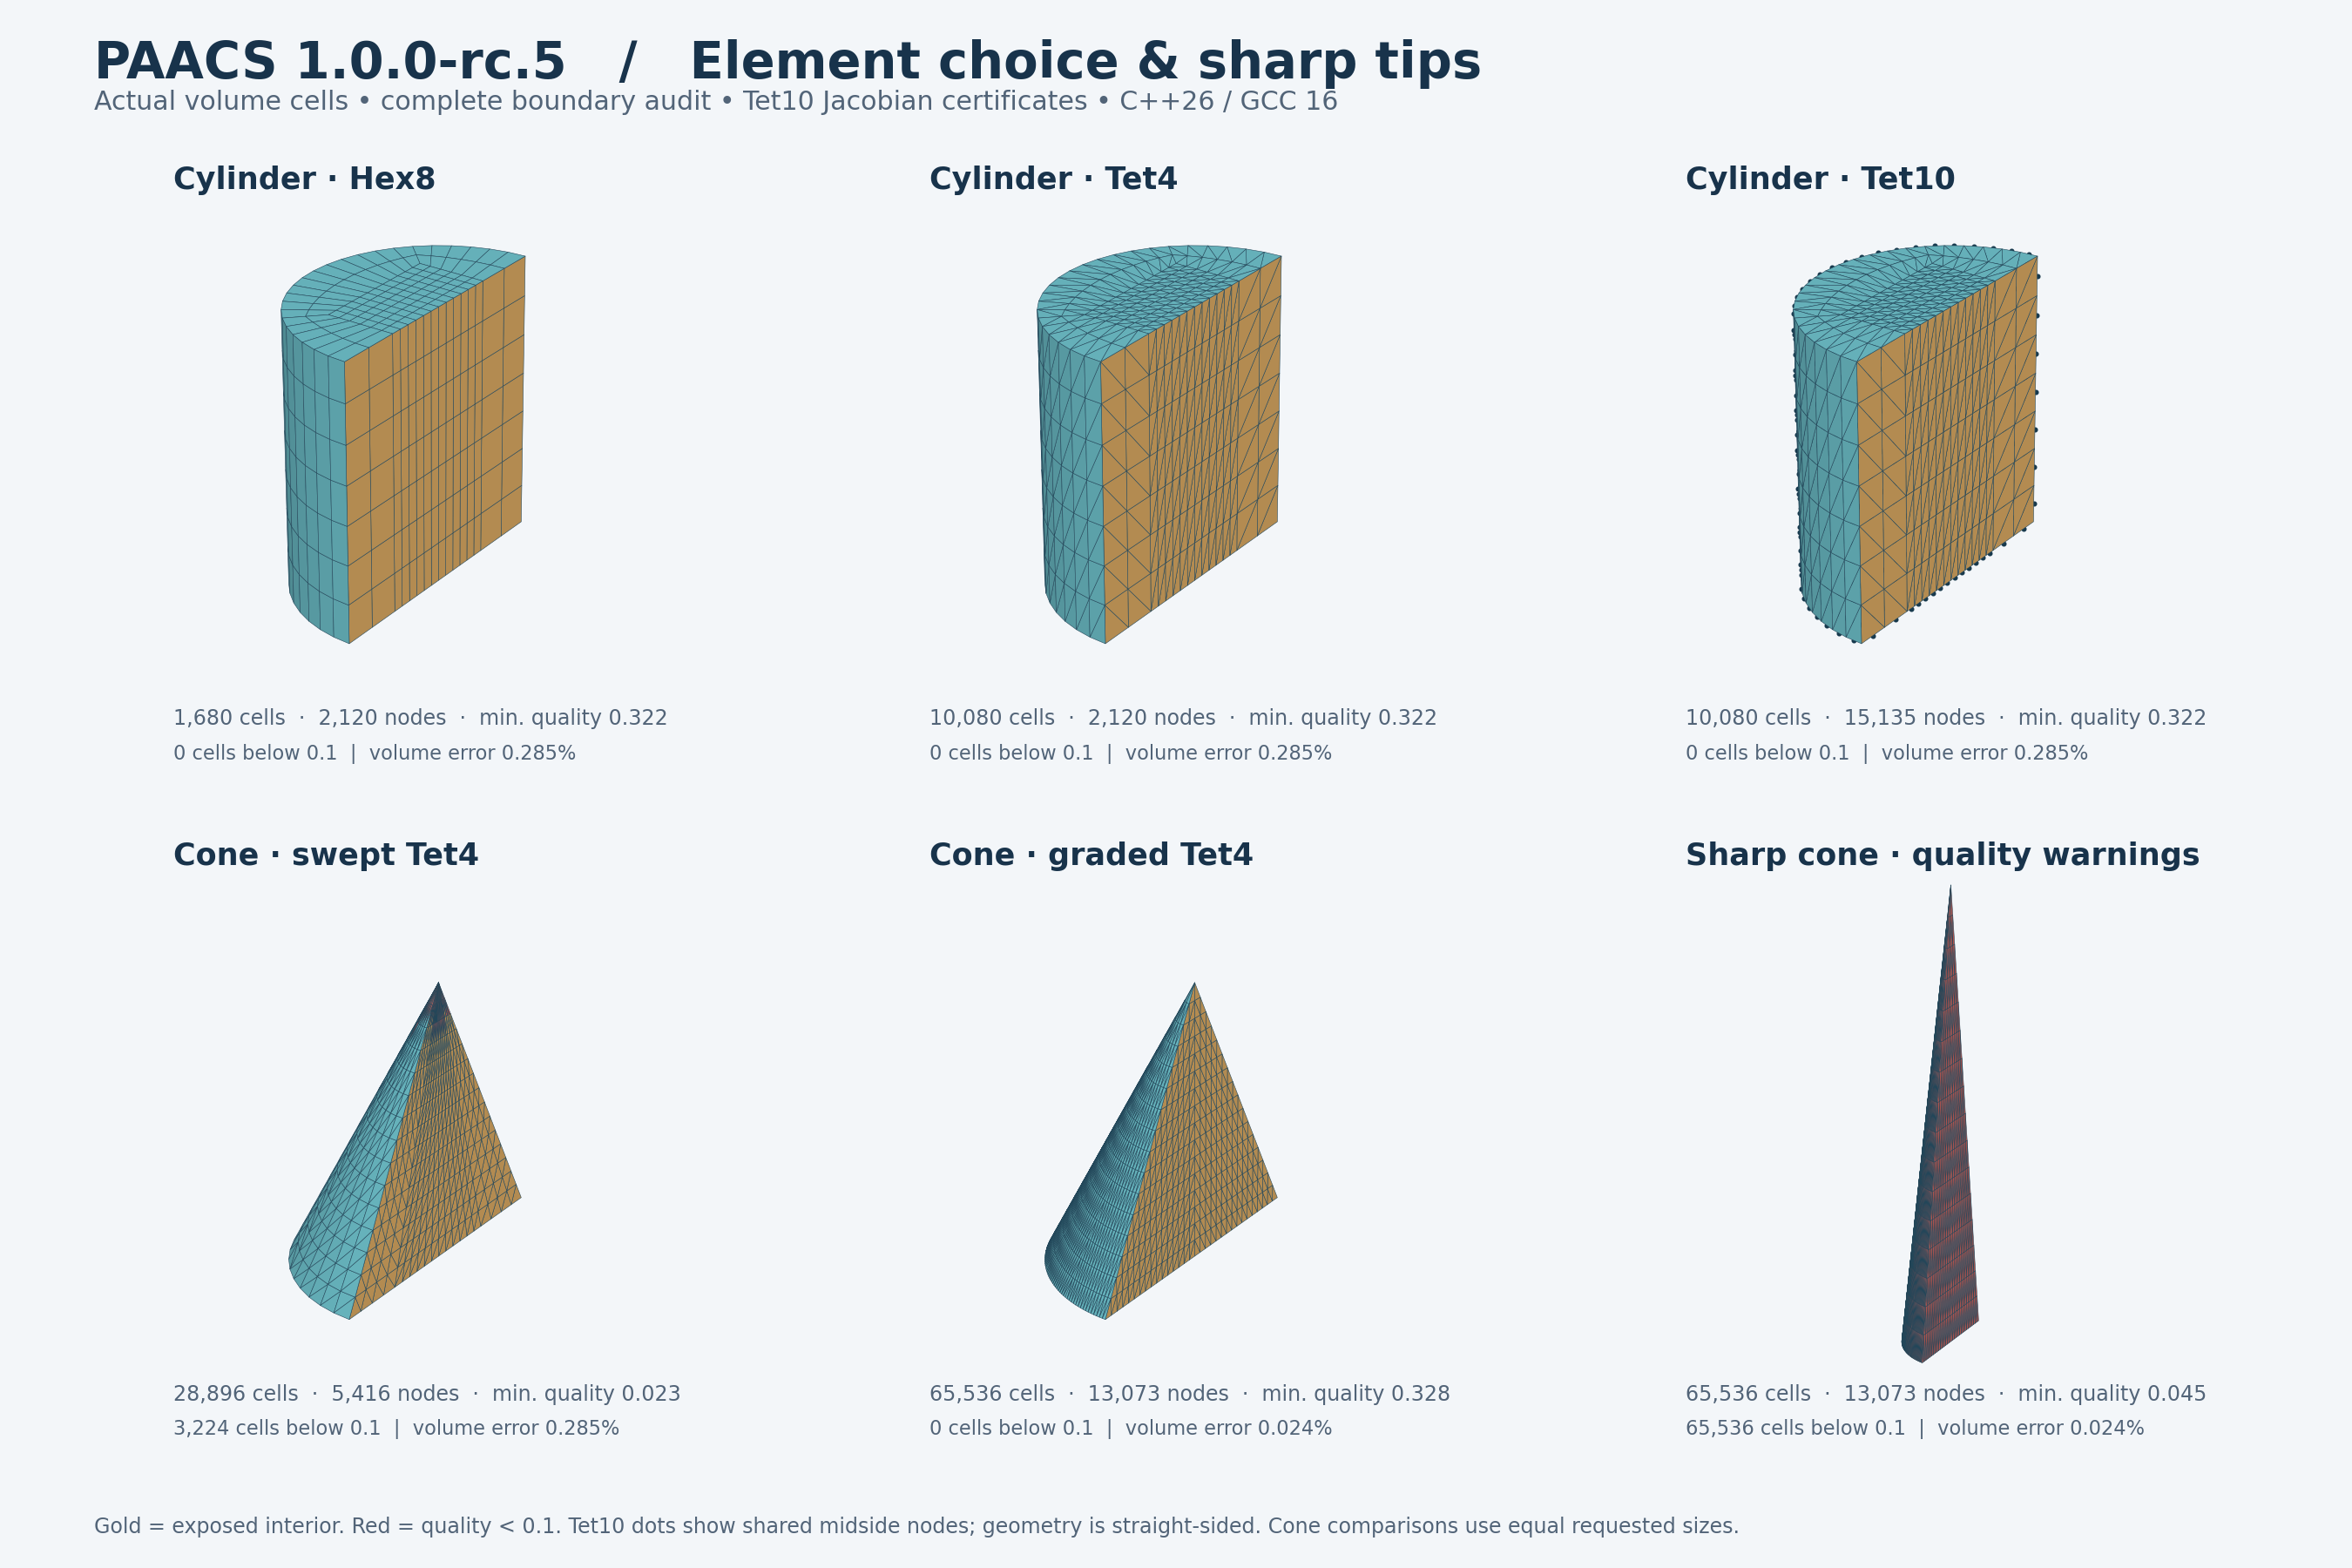 PAACS 1.0.0-rc.5 / Element choice & sharp tips
Actual volume cells • complete boundary audit • Tet10 Jacobian certificates • C++26 / GCC 16
Cylinder · Hex8
Cylinder · Tet4
Cylinder · Tet10
1,680 cells · 2,120 nodes · min. quality 0.322
0 cells below 0.1 | volume error 0.285%
10,080 cells · 2,120 nodes · min. quality 0.322
0 cells below 0.1 | volume error 0.285%
10,080 cells · 15,135 nodes · min. quality 0.322
0 cells below 0.1 | volume error 0.285%
Cone · swept Tet4
Cone · graded Tet4
Sharp cone · quality warnings
28,896 cells · 5,416 nodes · min. quality 0.023
3,224 cells below 0.1 | volume error 0.285%
65,536 cells · 13,073 nodes · min. quality 0.328
0 cells below 0.1 | volume error 0.024%
65,536 cells · 13,073 nodes · min. quality 0.045
65,536 cells below 0.1 | volume error 0.024%
Gold = exposed interior. Red = quality < 0.1. Tet10 dots show shared midside nodes; geometry is straight-sided. Cone comparisons use equal requested sizes.